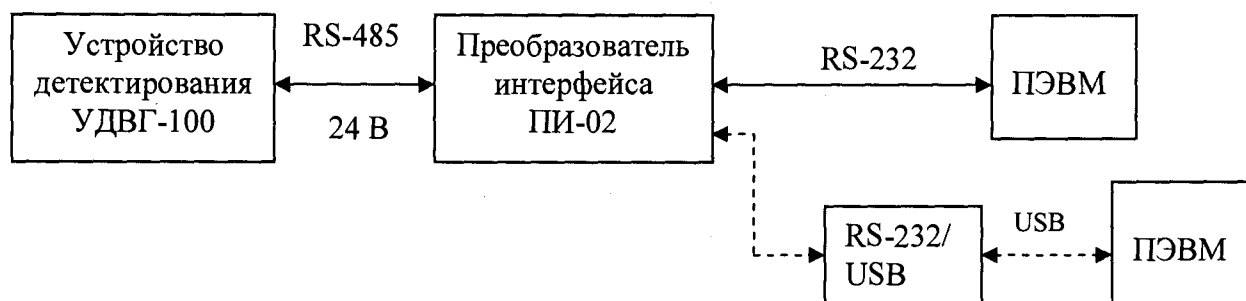 Устройство
детектирования
УДВГ-100
RS-485
24 В
Преобразователь
интерфейса
ПИ-02
RS-232
ПЭВМ
RS-232/
USB
USB
ПЭВМ